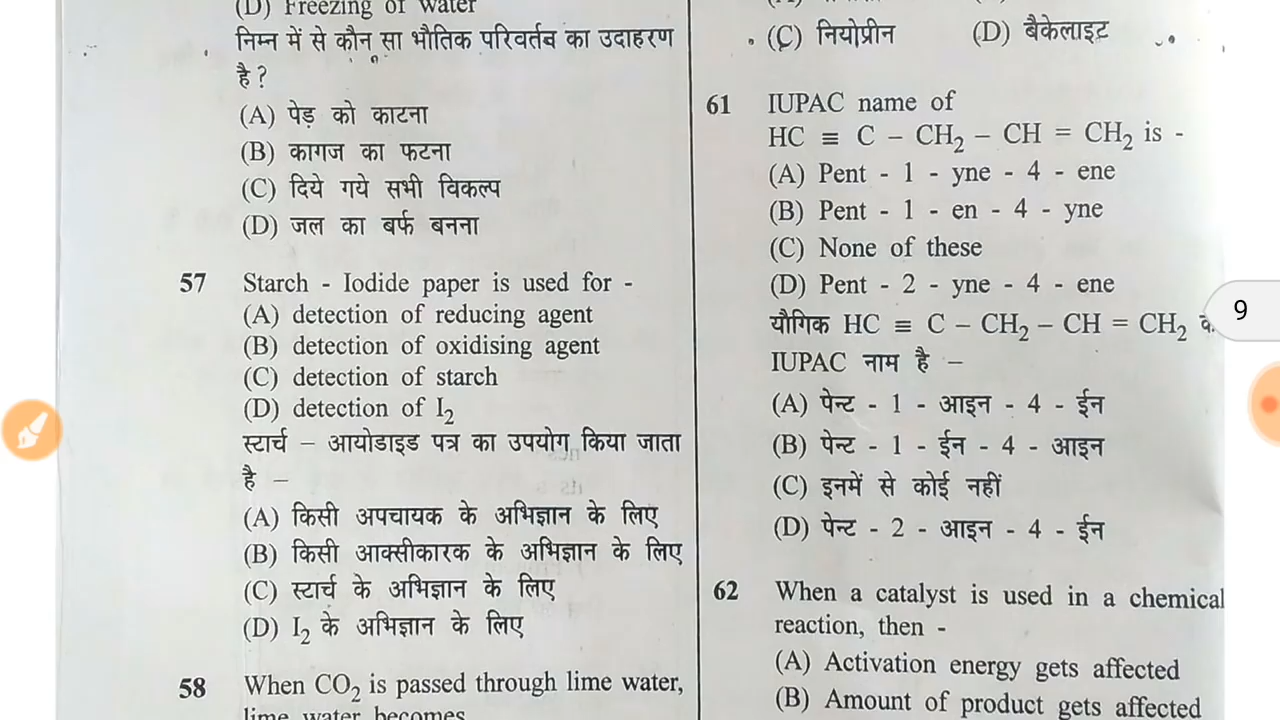 (D) Freezing of water
निम्न में से कौन सा भौतिक परिवर्तन का उदाहरण
है ?
(A) पेड़ को काटना
(B) कागज का फटना
(C) दिये गये सभी विकल्प
(D) जल का बर्फ बनना
57 Starch - Iodide paper is used for -
(A) detection of reducing agent
(B) detection of oxidising agent
(C) detection of starch
(D) detection of I₂
स्टार्च – आयोडाइड पत्र का उपयोग किया जाता
है –
(A) किसी अपचायक के अभिज्ञान के लिए
(B) किसी आक्सीकारक के अभिज्ञान के लिए
(C) स्टार्च के अभिज्ञान के लिए
(D) I₂ के अभिज्ञान के लिए
58 When CO₂ is passed through lime water,
lime water becomes
(C) नियोप्रीन (D) बैकेलाइट
61 IUPAC name of
HC ≡ C – CH₂ – CH = CH₂ is -
(A) Pent - 1 - yne - 4 - ene
(B) Pent - 1 - en - 4 - yne
(C) None of these
(D) Pent - 2 - yne - 4 - ene
यौगिक HC ≡ C – CH₂ – CH = CH₂
IUPAC नाम है –
(A) पेन्ट - 1 - आइन - 4 - ईन
(B) पेन्ट - 1 - ईन - 4 - आइन
(C) इनमें से कोई नहीं
(D) पेन्ट - 2 - आइन - 4 - ईन
62 When a catalyst is used in a chemical
reaction, then -
(A) Activation energy gets affected
(B) Amount of product gets affected
9